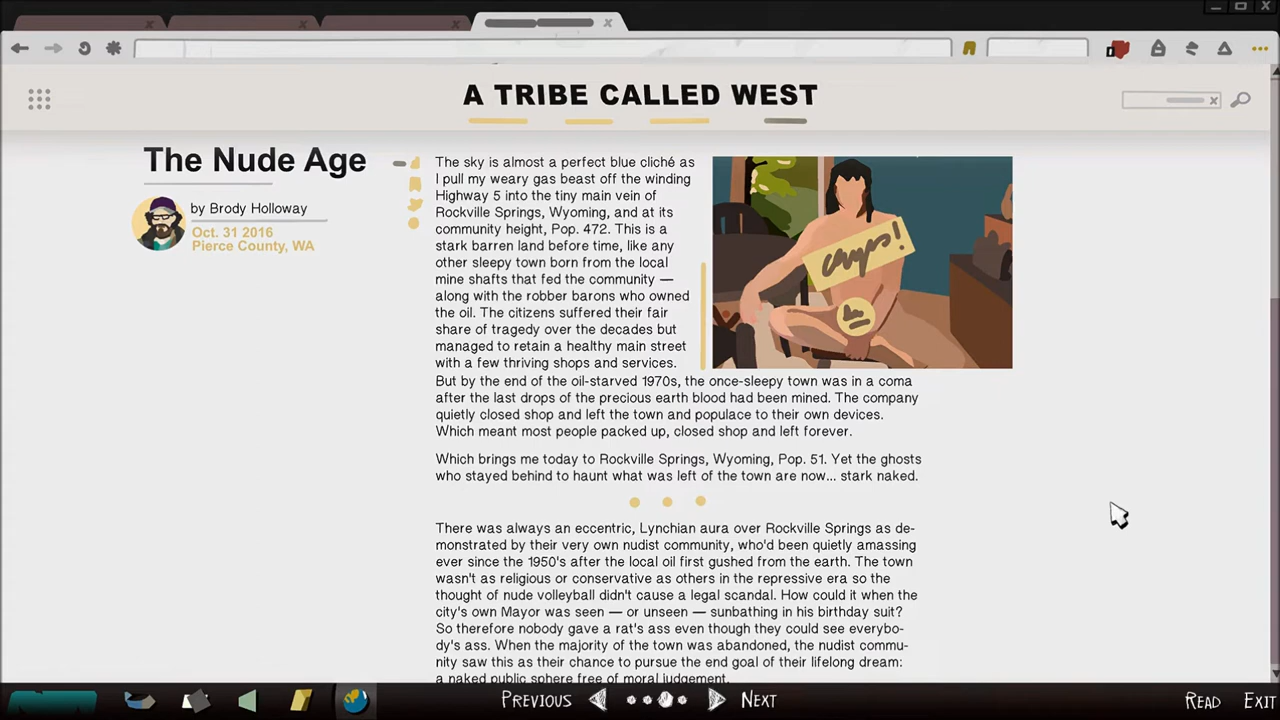 A TRIBE CALLED WEST
The Nude Age
by Brody Holloway
Oct. 31 2016
Pierce County, WA
The sky is almost a perfect blue cliché as
I pull my weary gas beast off the winding
Highway 5 into the tiny main vein of
Rockville Springs, Wyoming, and at its
community height, Pop. 472. This is a
stark barren land before time, like any
other sleepy town born from the local
mine shafts that fed the community —
along with the robber barons who owned
the oil. The citizens suffered their fair
share of tragedy over the decades but
managed to retain a healthy main street
with a few thriving shops and services.
But by the end of the oil-starved 1970s, the once-sleepy town was in a coma
after the last drops of the precious earth blood had been mined. The company
quietly closed shop and left the town and populace to their own devices.
Which meant most people packed up, closed shop and left forever.
Which brings me today to Rockville Springs, Wyoming, Pop. 51. Yet the ghosts
who stayed behind to haunt what was left of the town are now... stark naked.
There was always an eccentric, Lynchian aura over Rockville Springs as de-
monstrated by their very own nudist community, who'd been quietly amassing
ever since the 1950's after the local oil first gushed from the earth. The town
wasn't as religious or conservative as others in the repressive era so the
thought of nude volleyball didn't cause a legal scandal. How could it when the
city's own Mayor was seen — or unseen — sunbathing in his birthday suit?
So therefore nobody gave a rat's ass even though they could see everybo-
dy's ass. When the majority of the town was abandoned, the nudist commu-
nity saw this as their chance to pursue the end goal of their lifelong dream:
a naked public sphere free of moral judgement.
PREVIOUS NEXT
READ EXIT